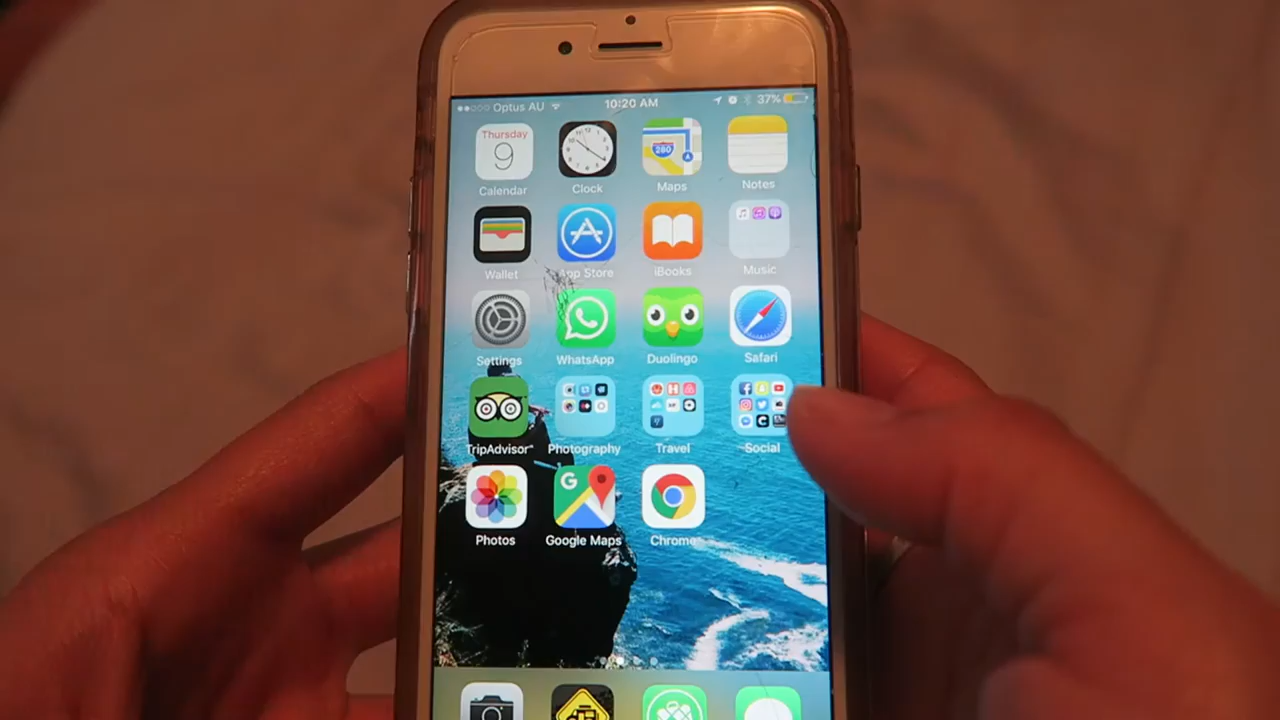 Optus AU 10:20 AM 37%
Thursday
9
Calendar Clock Maps Notes
280
Wallet App Store iBooks Music
Settings WhatsApp Duolingo Safari
TripAdvisor Photography Travel Social
G
Photos Google Maps Chrome